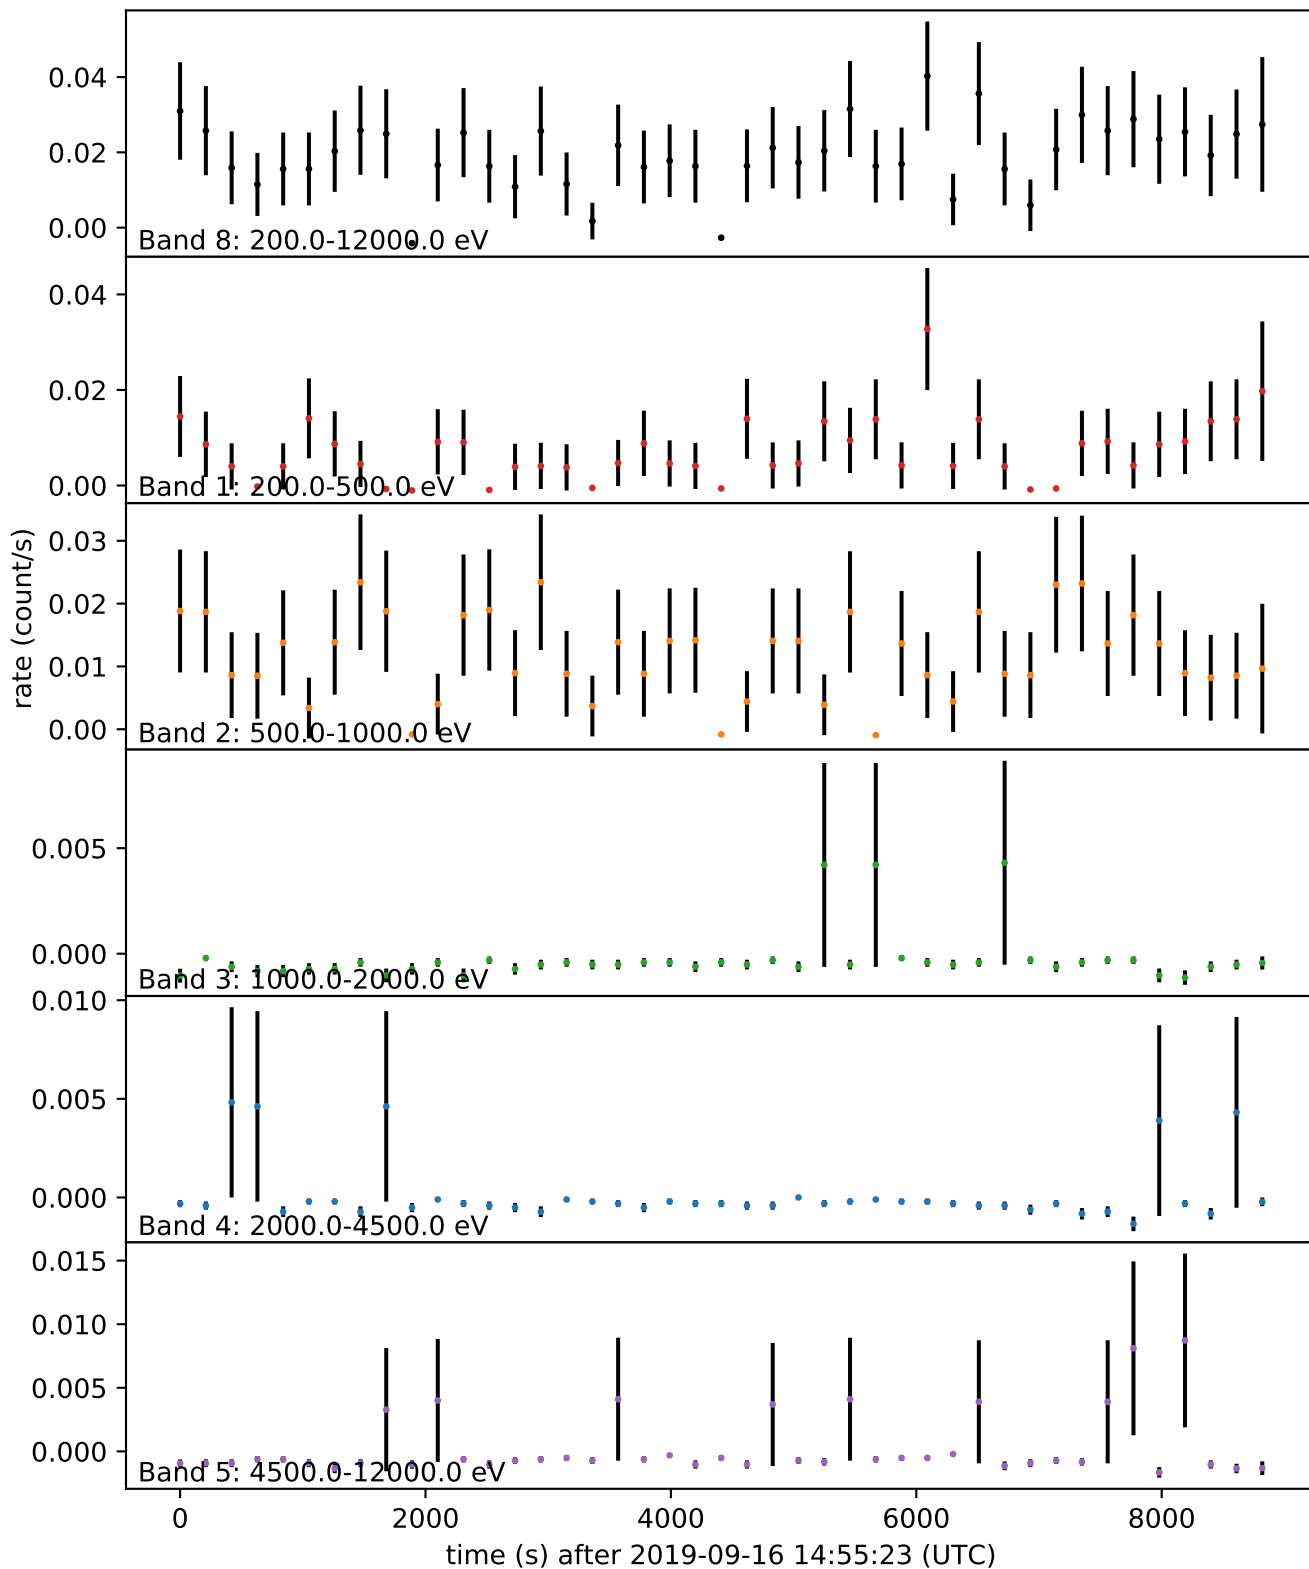 0.04
0.02
0.00
Band 8: 200.0-12000.0 eV
0.04
0.02
0.00
Band 1: 200.0-500.0 eV
rate (count/s)
0.03
0.02
0.01
0.00
Band 2: 500.0-1000.0 eV
0.005
0.000
Band 3: 1000.0-2000.0 eV
0.010
0.005
0.000
Band 4: 2000.0-4500.0 eV
0.015
0.010
0.005
0.000
Band 5: 4500.0-12000.0 eV
0 2000 4000 6000 8000
time (s) after 2019-09-16 14:55:23 (UTC)